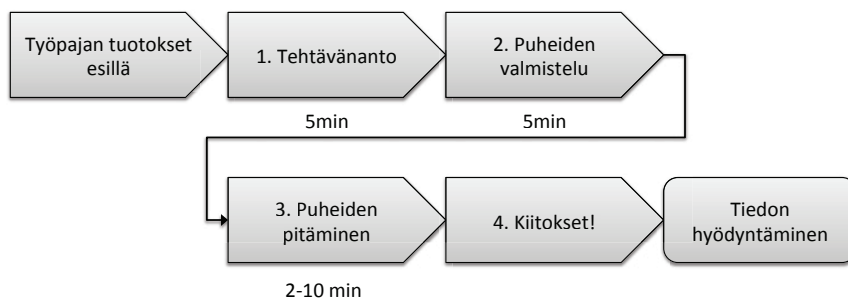 Työpajan tuotokset
esillä
1. Tehtävänanto
2. Puheiden
valmistelu
5min
5min
3. Puheiden
pitäminen
4. Kiitokset!
Tiedon
hyödyntäminen
2-10 min